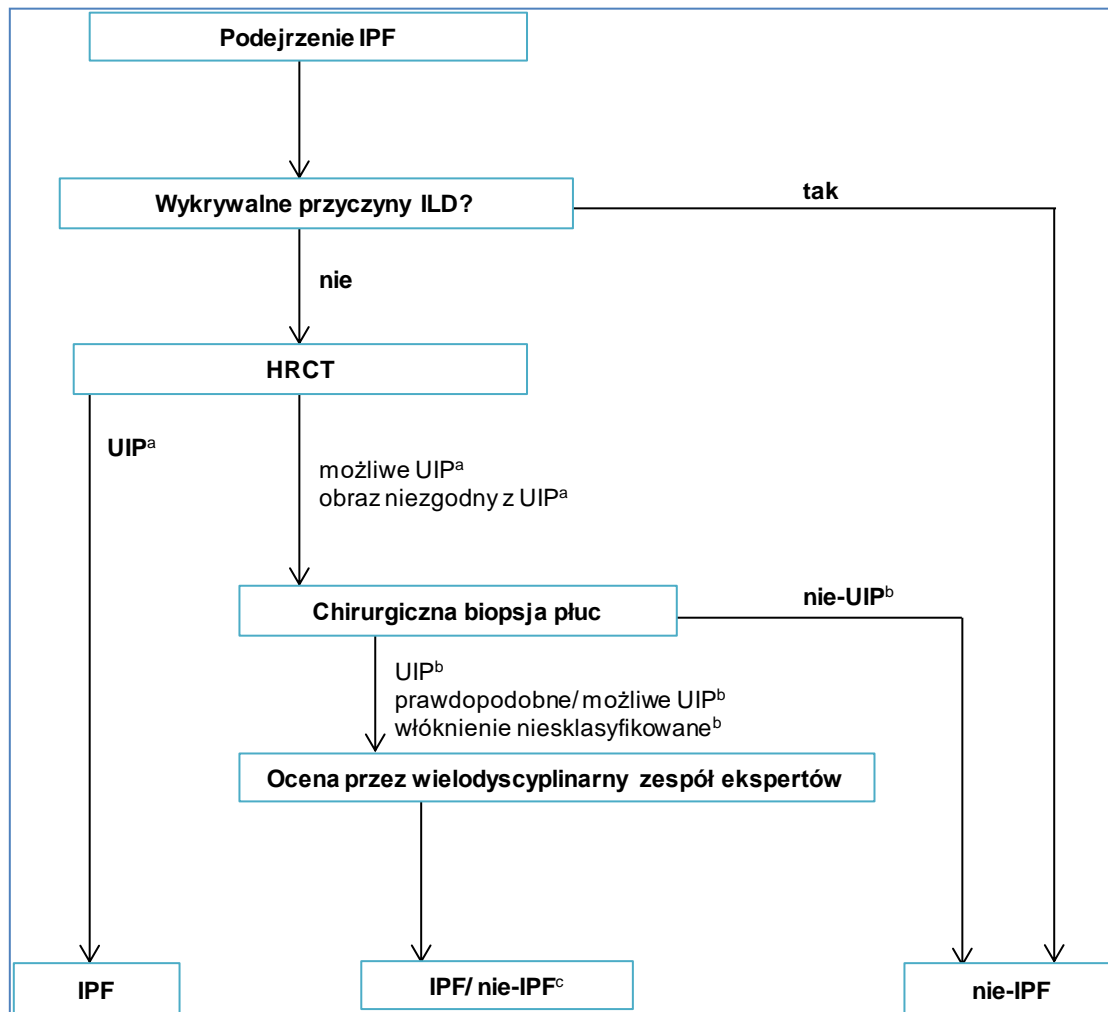 Podejrzenie IPF
Wykrywalne przyczyny ILD?
tak
nie
HRCT
UIPᵃ
możliwe UIPᵃ
obraz niezgodny z UIPᵃ
Chirurgiczna biopsja płuc
nie-UIPᵇ
UIPᵇ
prawdopodobne/ możliwe UIPᵇ
włóknienie niesklasyfikowaneᵇ
Ocena przez wielodyscyplinarny zespół ekspertów
IPF
IPF/ nie-IPFᶜ
nie-IPF